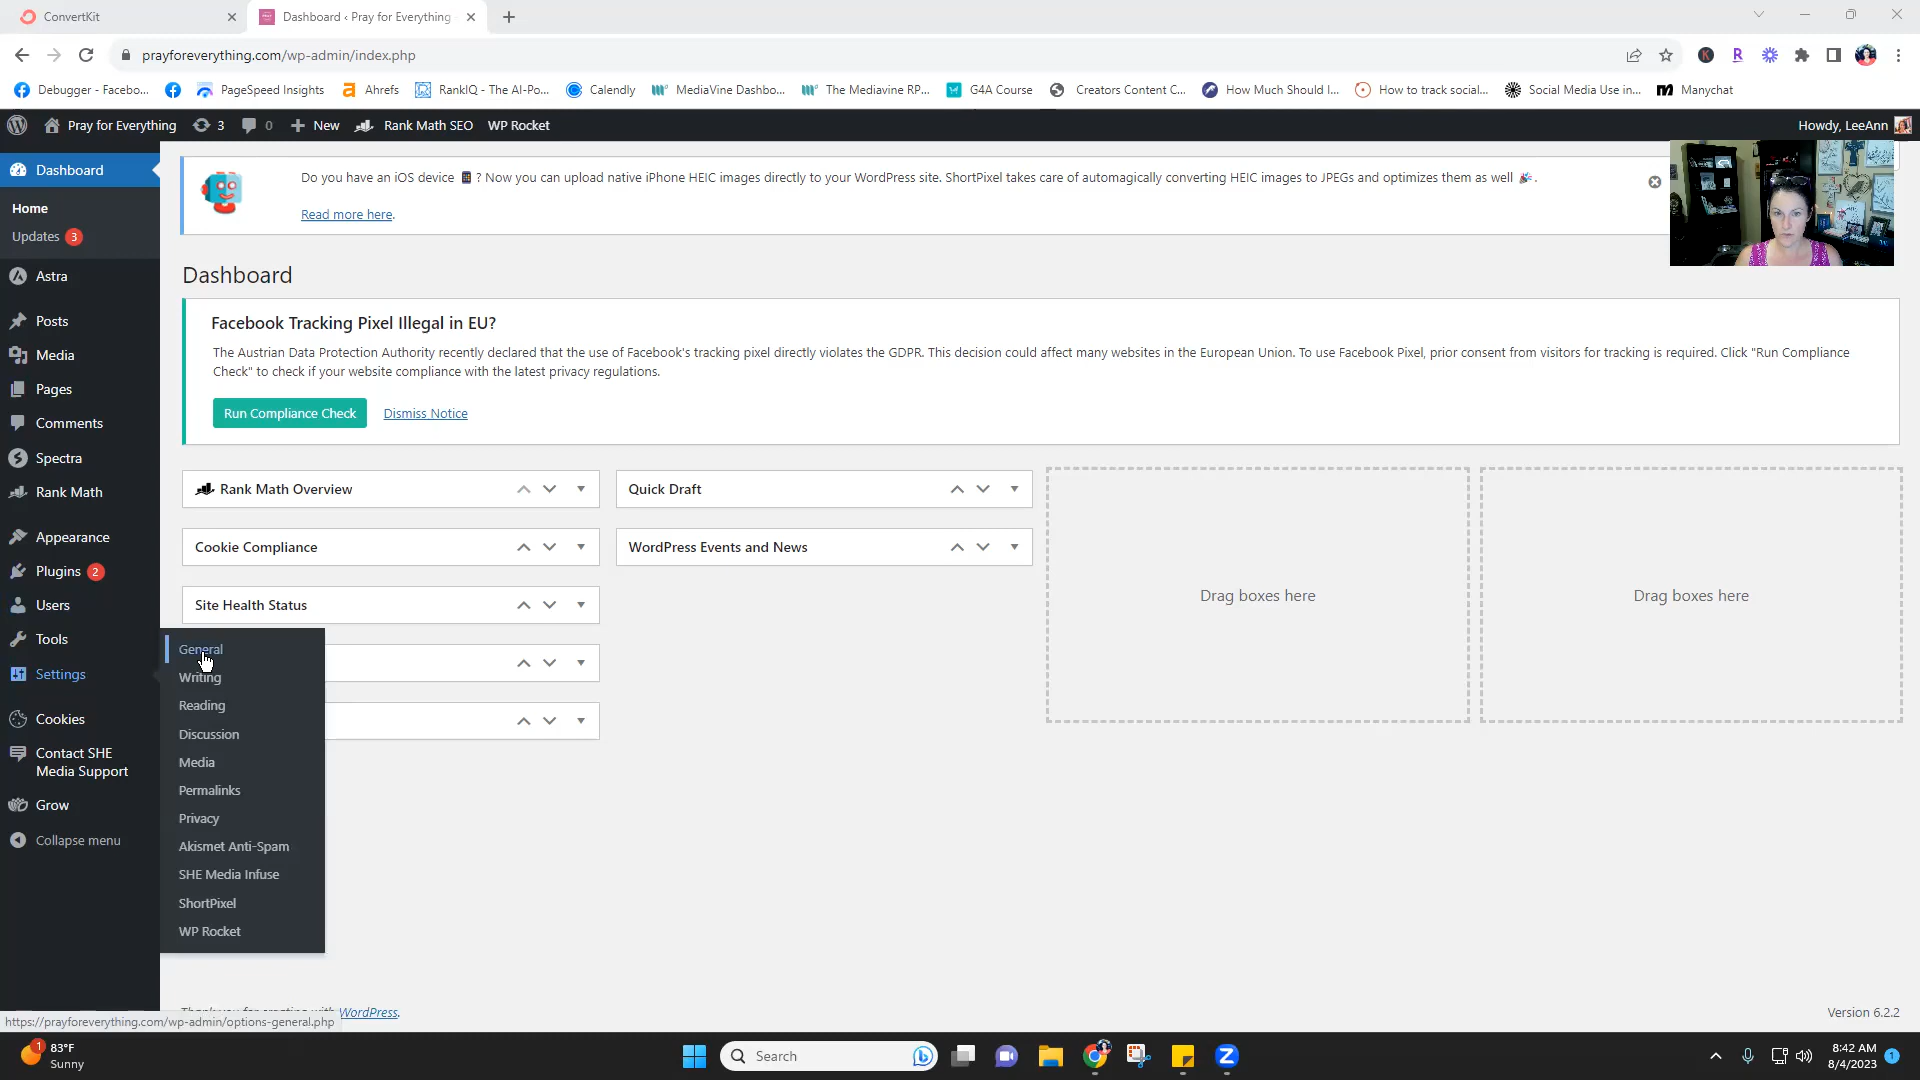 ConvertKit
Dashboard ‹ Pray for Everything
prayforeverything.com/wp-admin/index.php
Debugger - Facebo...
PageSpeed Insights
Ahrefs
RankIQ - The AI-Po...
Calendly
MediaVine Dashbo...
The Mediavine RP...
G4A Course
Creators Content C...
How Much Should I...
How to track social...
Social Media Use in...
Manychat
Pray for Everything 3 0 New Rank Math SEO WP Rocket
Howdy, LeeAnn
Dashboard
Home
Updates 3
Astra
Posts
Media
Pages
Comments
Spectra
Rank Math
Appearance
Plugins 2
Users
Tools
Settings
Cookies
Contact SHE
Media Support
Grow
Collapse menu
General
Writing
Reading
Discussion
Media
Permalinks
Privacy
Akismet Anti-Spam
SHE Media Infuse
ShortPixel
WP Rocket
Do you have an iOS device 📱 ? Now you can upload native iPhone HEIC images directly to your WordPress site. ShortPixel takes care of automagically converting HEIC images to JPEGs and optimizes them as well 🎉.
Read more here.
Dashboard
Facebook Tracking Pixel Illegal in EU?
The Austrian Data Protection Authority recently declared that the use of Facebook's tracking pixel directly violates the GDPR. This decision could affect many websites in the European Union. To use Facebook Pixel, prior consent from visitors for tracking is required. Click "Run Compliance
Check" to check if your website compliance with the latest privacy regulations.
Run Compliance Check Dismiss Notice
Rank Math Overview
Quick Draft
Cookie Compliance
WordPress Events and News
Site Health Status
Drag boxes here
Drag boxes here
Thank you for creating with WordPress.
Version 6.2.2
https://prayforeverything.com/wp-admin/options-general.php
1
83°F
Sunny
Search
8:42 AM
8/4/2023
1